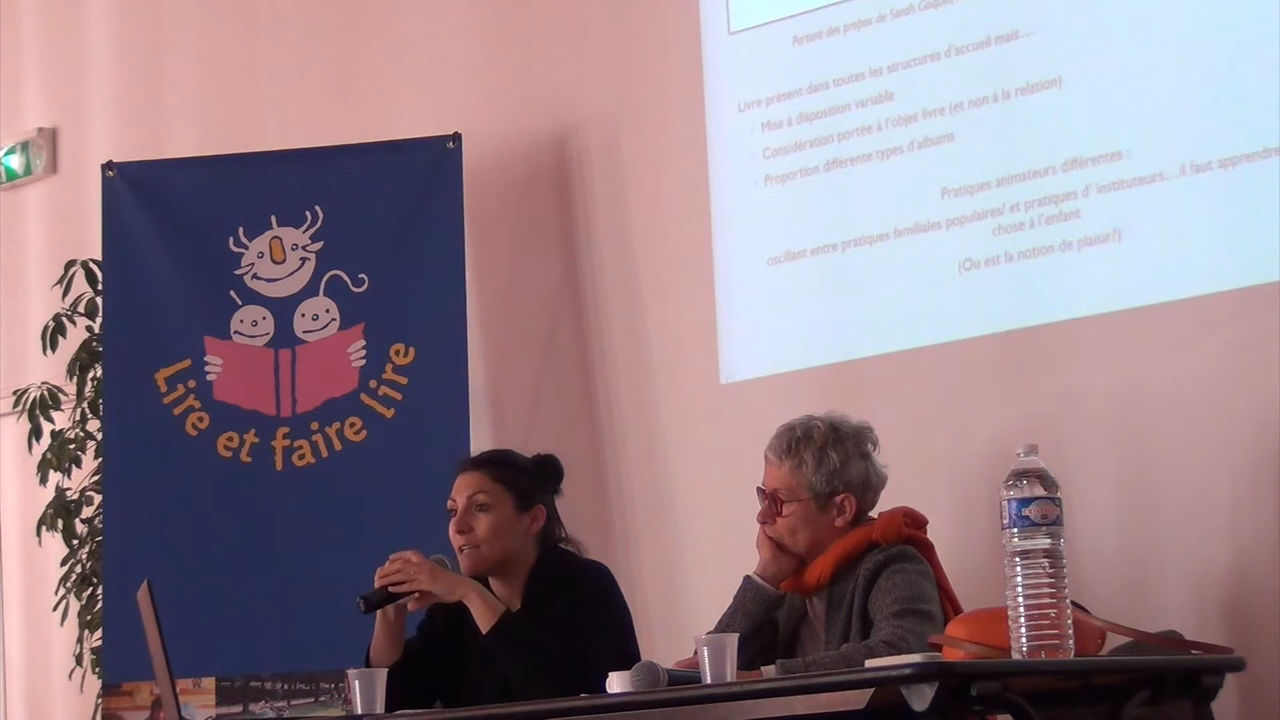 Partant des propos de Sarah
Livre présent dans toutes les structures d'accueil mais…
Mise à disposition variable
Considération portée à l'objet livre (et non à la relation)
Proportion différente types d'albums
Pratiques animateurs différentes :
oscillant entre pratiques familiales populaires/ et pratiques d' instituteurs…il faut apprendre
chose à l'enfant
(Ou est la notion de plaisir!)
Lire et faire lire